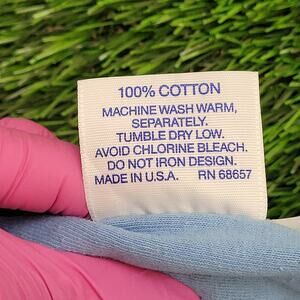 100% COTTON
MACHINE WASH WARM,
SEPARATELY.
TUMBLE DRY LOW.
AVOID CHLORINE BLEACH.
DO NOT IRON DESIGN.
MADE IN U.S.A. RN 68657